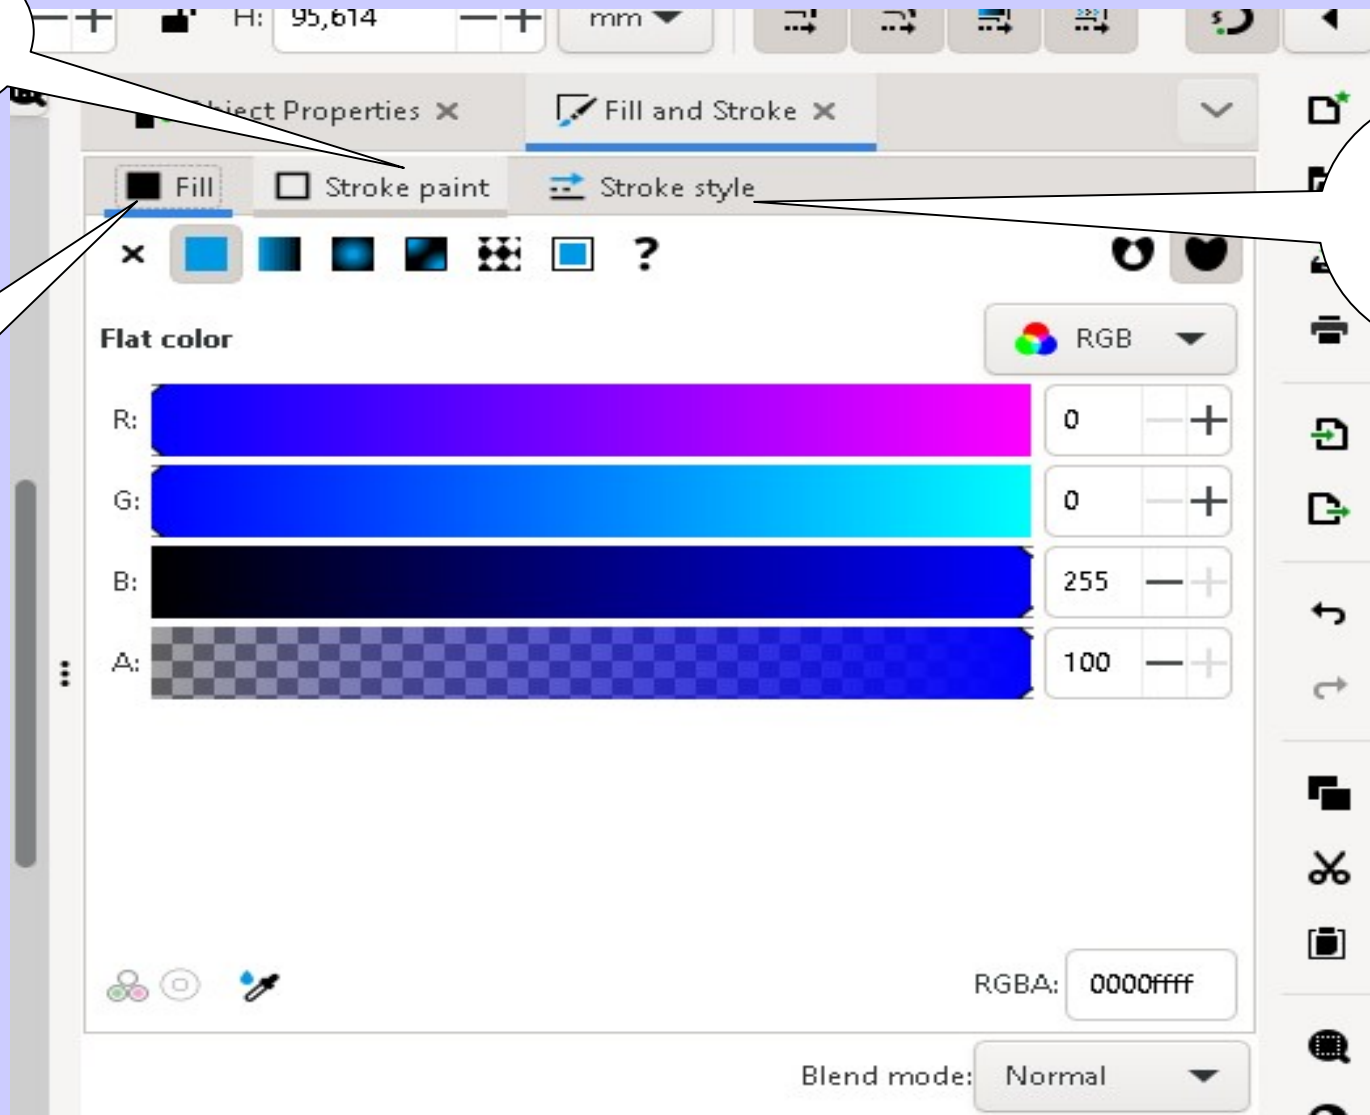 H: 95,614 mm
Object Properties Fill and Stroke
Fill Stroke paint Stroke style
?
Flat color RGB
R: 0
G: 0
B: 255
A: 100
RGBA: 0000ffff
Blend mode: Normal